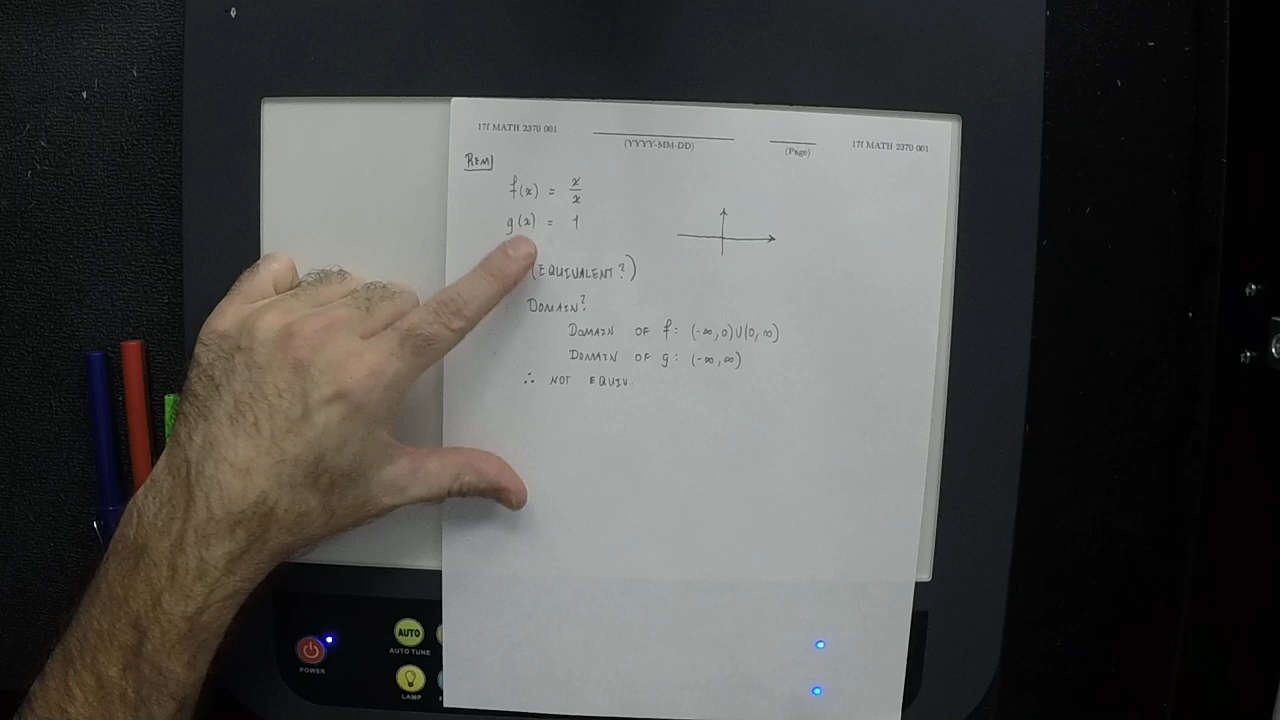 17f MATH 2370 001
(YYYY-MM-DD)
(Page)
17f MATH 2370 001
REM
f(x) = x/x
g(x) = 1
(EQUIVALENT?)
DOMAIN?
DOMAIN OF f: (-∞,0)∪(0,∞)
DOMAIN OF g: (-∞,∞)
∴ NOT EQUIV.
AUTO
AUTO TUNE
POWER
LAMP